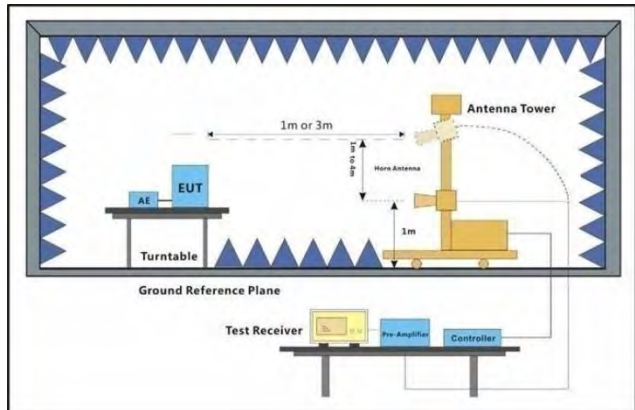 Antenna Tower
1m or 3m
1m to 4m
Horn Antenna
EUT
AE
1m
Turntable
Ground Reference Plane
Test Receiver
Pre-Amplifier
Controller